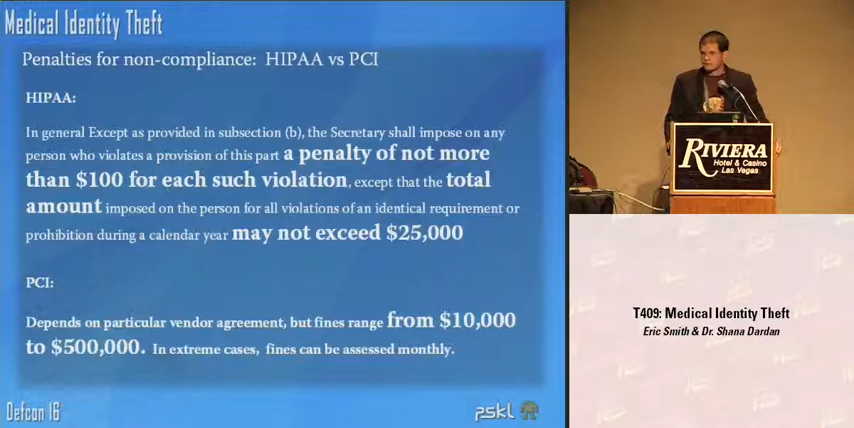 Medical Identity Theft
Penalties for non-compliance: HIPAA vs PCI
HIPAA:
In general Except as provided in subsection (b), the Secretary shall impose on any
person who violates a provision of this part a penalty of not more
than $100 for each such violation, except that the total
amount imposed on the person for all violations of an identical requirement or
prohibition during a calendar year may not exceed $25,000
PCI:
Depends on particular vendor agreement, but fines range from $10,000
to $500,000. In extreme cases, fines can be assessed monthly.
Defcon 16
pskl
RIVIERA
Hotel & Casino
Las Vegas
T409: Medical Identity Theft
Eric Smith & Dr. Shana Dardan